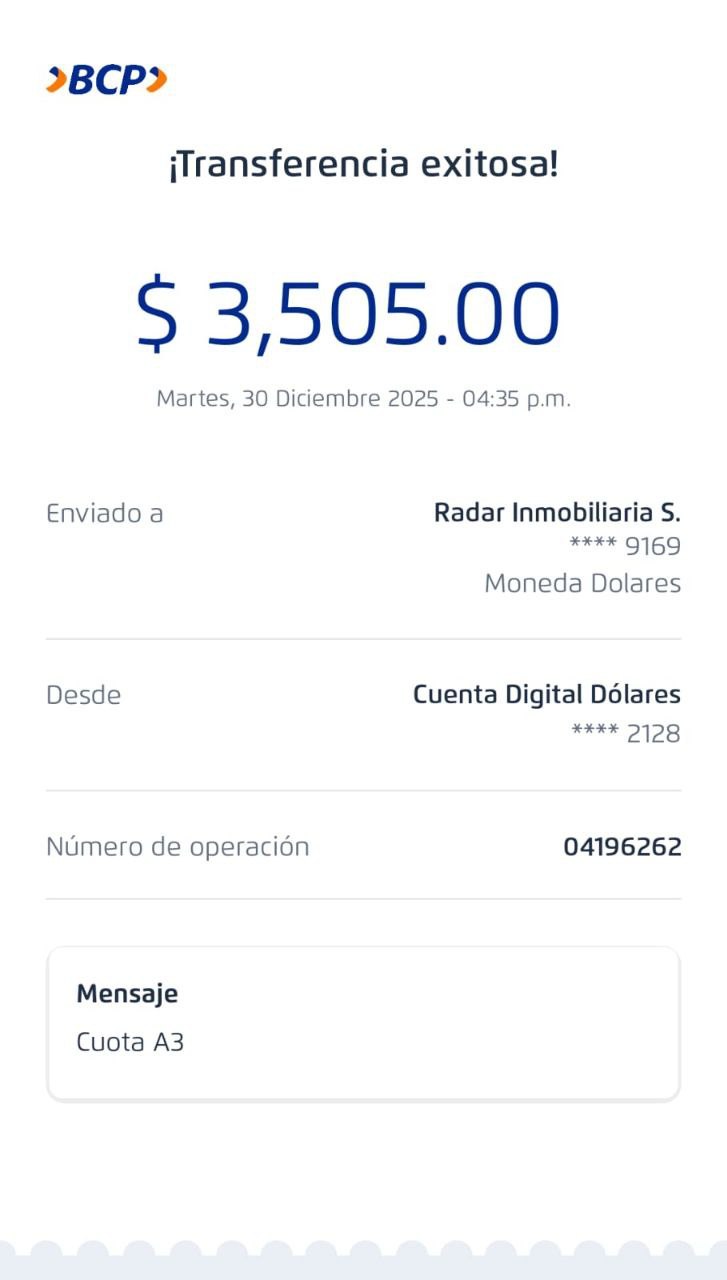 BCP
¡Transferencia exitosa!
$ 3,505.00
Martes, 30 Diciembre 2025 - 04:35 p.m.
Enviado a Radar Inmobiliaria S.
**** 9169
Moneda Dolares
Desde Cuenta Digital Dólares
**** 2128
Número de operación 04196262
Mensaje
Cuota A3